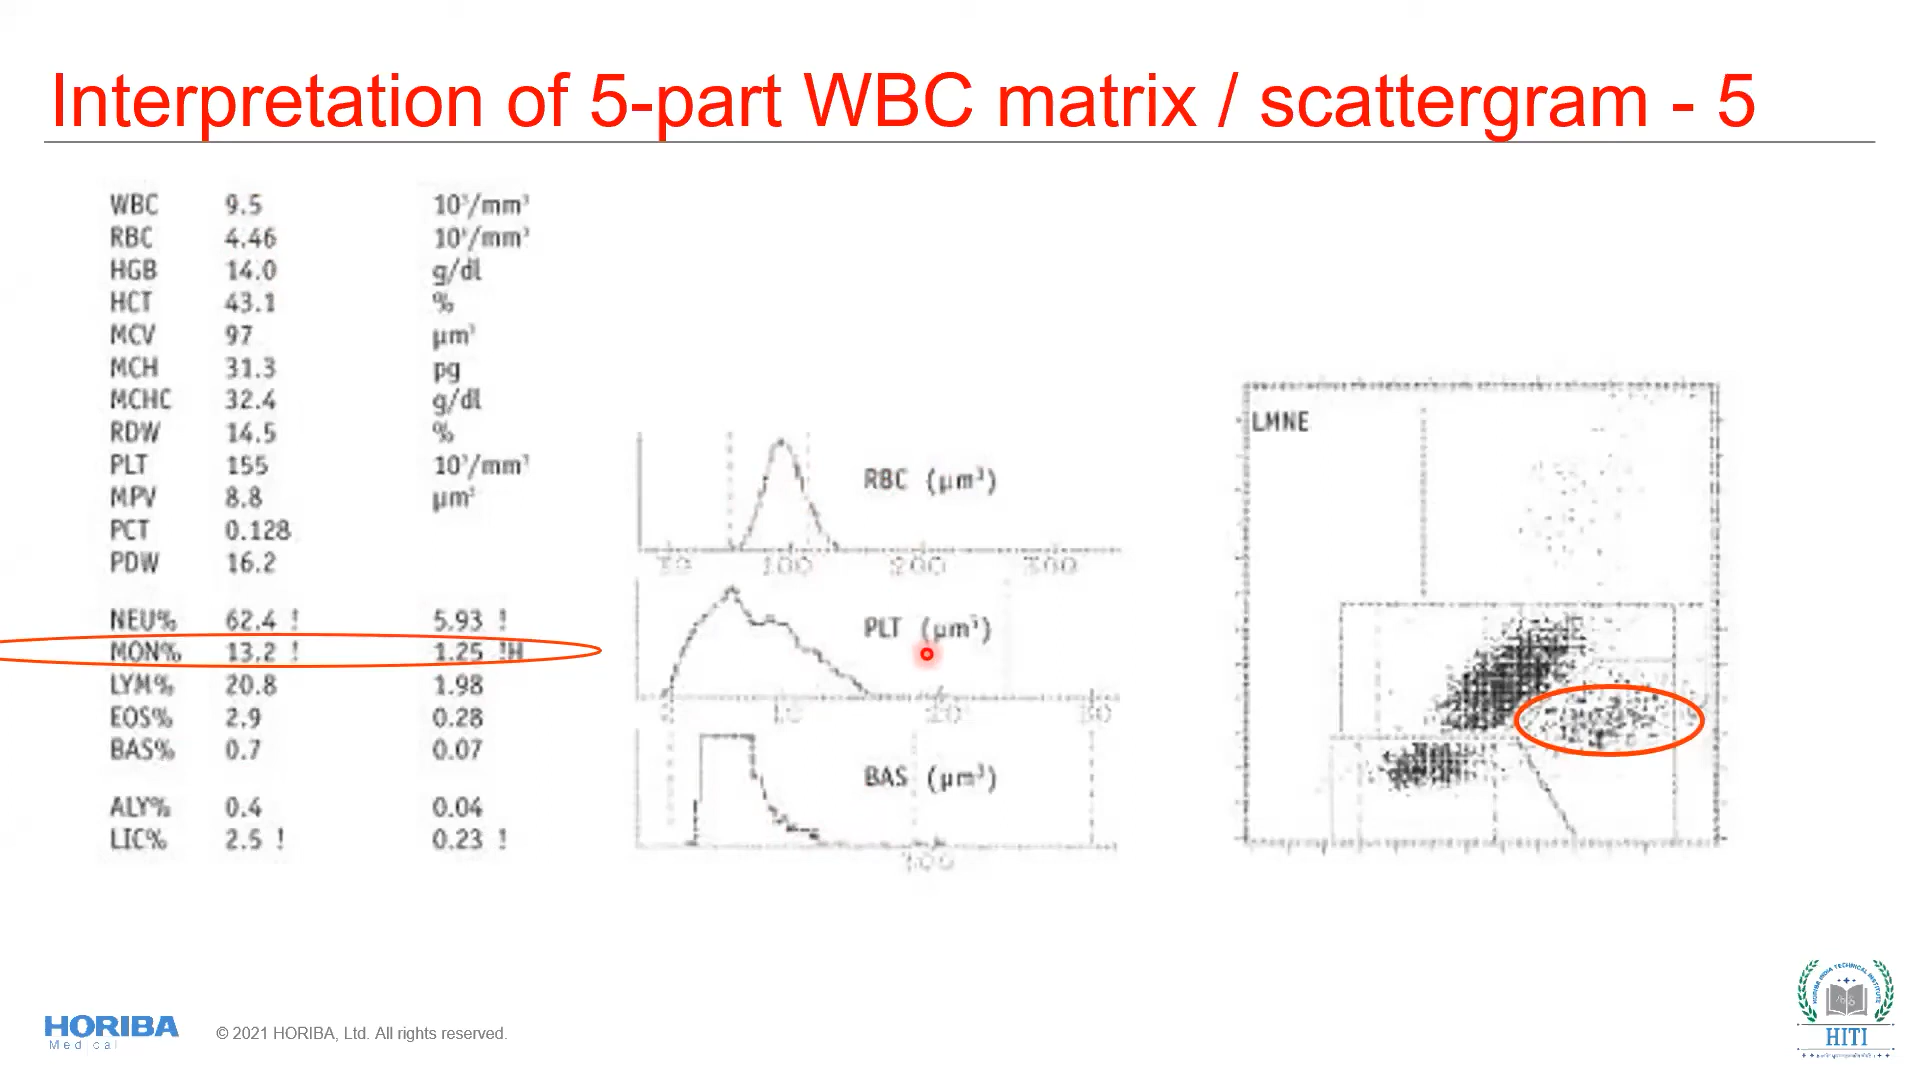 Interpretation of 5-part WBC matrix / scattergram - 5
WBC 9.5 10³/mm³
RBC 4.46 10⁶/mm³
HGB 14.0 g/dl
HCT 43.1 %
MCV 97 µm³
MCH 31.3 pg
MCHC 32.4 g/dl
RDW 14.5 %
PLT 155 10³/mm³
MPV 8.8 µm³
PCT 0.128
PDW 16.2
NEU% 62.4 ! 5.93 !
MON% 13.2 ! 1.25 !H
LYM% 20.8 1.98
EOS% 2.9 0.28
BAS% 0.7 0.07
ALY% 0.4 0.04
LIC% 2.5 ! 0.23 !
RBC (µm³)
100 200 300
PLT (µm³)
10 20 30
BAS (µm³)
100
LMNE
HORIBA
Medical
© 2021 HORIBA, Ltd. All rights reserved.
HORIBA INDIA TECHNICAL INSTITUTE
HITI